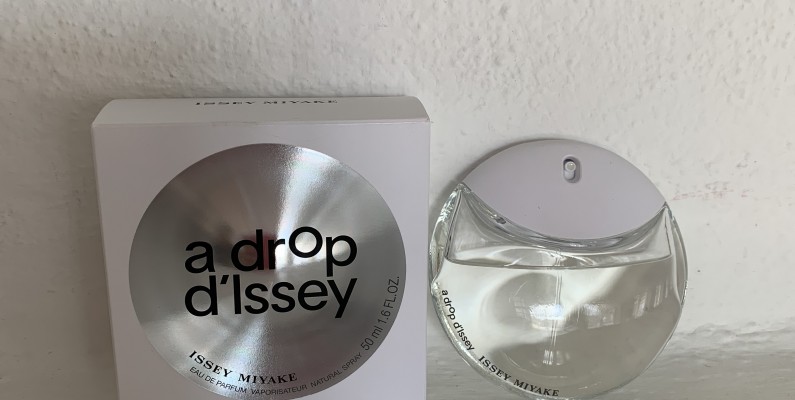 ISSEY MIYAKE
a drop
d'Issey
ISSEY MIYAKE
EAU DE PARFUM VAPORISATEUR NATURAL SPRAY 50 ml 1.6 FL.OZ.
a drop d'Issey
ISSEY MIYAKE